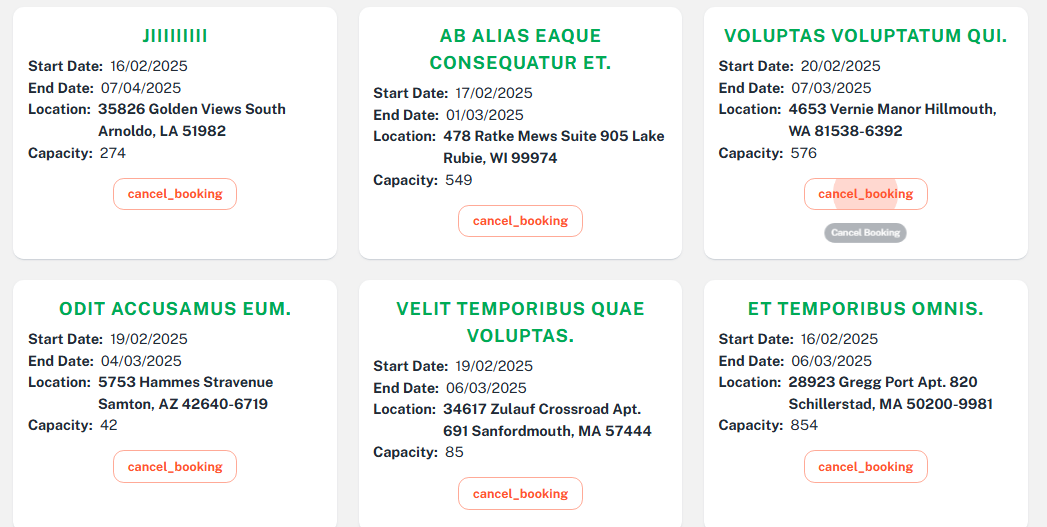 JIIIIIIIII
Start Date: 16/02/2025
End Date: 07/04/2025
Location: 35826 Golden Views South
Arnoldo, LA 51982
Capacity: 274
cancel_booking
AB ALIAS EAQUE
CONSEQUATUR ET.
Start Date: 17/02/2025
End Date: 01/03/2025
Location: 478 Ratke Mews Suite 905 Lake
Rubie, WI 99974
Capacity: 549
cancel_booking
VOLUPTAS VOLUPTATUM QUI.
Start Date: 20/02/2025
End Date: 07/03/2025
Location: 4653 Vernie Manor Hillmouth,
WA 81538-6392
Capacity: 576
cancel_booking
Cancel Booking
ODIT ACCUSAMUS EUM.
Start Date: 19/02/2025
End Date: 04/03/2025
Location: 5753 Hammes Stravenue
Samton, AZ 42640-6719
Capacity: 42
cancel_booking
VELIT TEMPORIBUS QUAE
VOLUPTAS.
Start Date: 19/02/2025
End Date: 06/03/2025
Location: 34617 Zulauf Crossroad Apt.
691 Sanfordmouth, MA 57444
Capacity: 85
cancel_booking
ET TEMPORIBUS OMNIS.
Start Date: 16/02/2025
End Date: 06/03/2025
Location: 28923 Gregg Port Apt. 820
Schillerstad, MA 50200-9981
Capacity: 854
cancel_booking